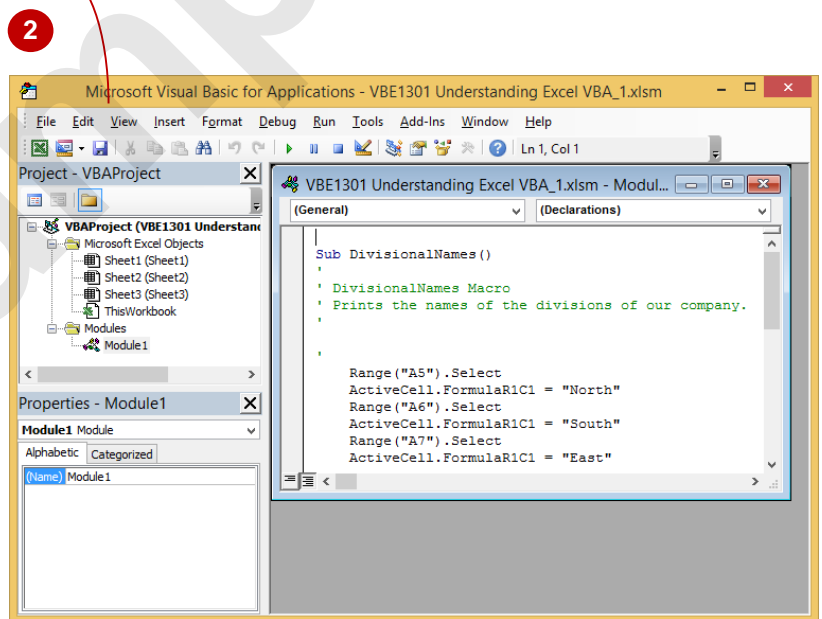 2
Microsoft Visual Basic for Applications - VBE1301 Understanding Excel VBA_1.xlsm
File Edit View Insert Format Debug Run Tools Add-Ins Window Help
Ln 1, Col 1
Project - VBAProject
VBAProject (VBE1301 Understan
Microsoft Excel Objects
Sheet1 (Sheet1)
Sheet2 (Sheet2)
Sheet3 (Sheet3)
ThisWorkbook
Modules
Module1
Properties - Module1
Module1 Module
Alphabetic Categorized
(Name) Module1
VBE1301 Understanding Excel VBA_1.xlsm - Modul...
(General) (Declarations)
Sub DivisionalNames()
'
' DivisionalNames Macro
' Prints the names of the divisions of our company.
'
'
Range("A5").Select
ActiveCell.FormulaR1C1 = "North"
Range("A6").Select
ActiveCell.FormulaR1C1 = "South"
Range("A7").Select
ActiveCell.FormulaR1C1 = "East"